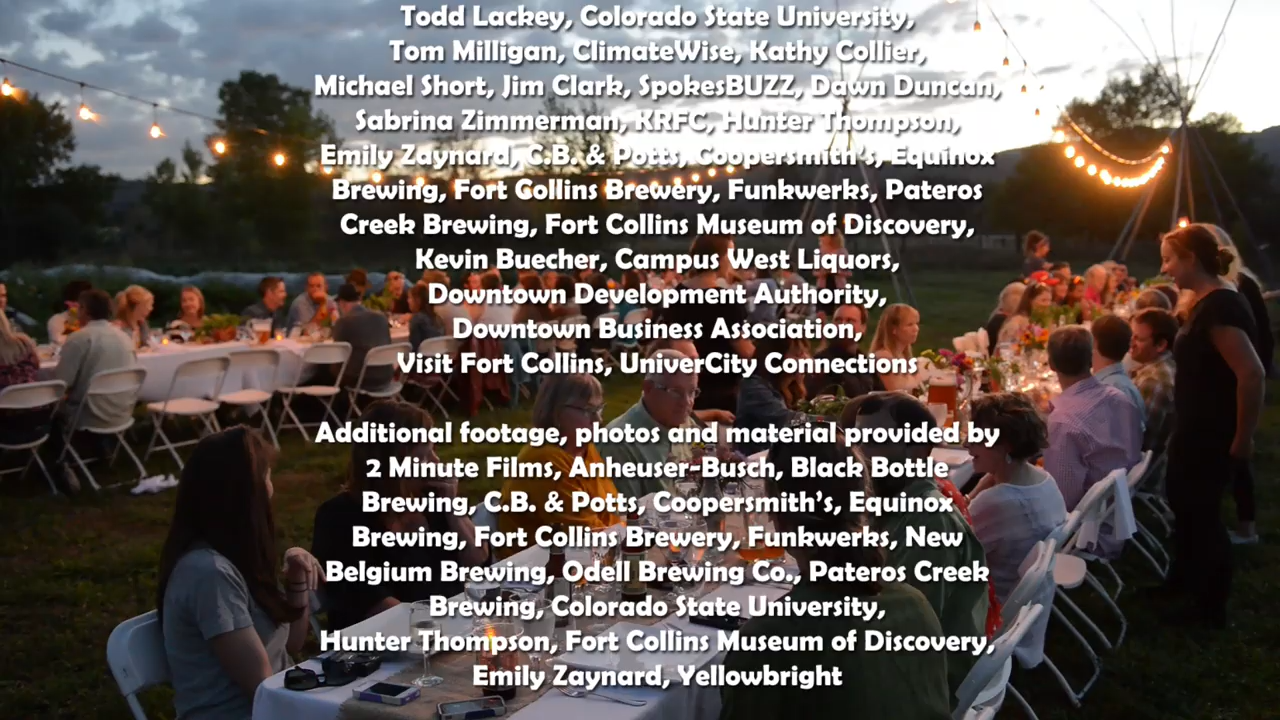 Todd Lackey, Colorado State University,
Tom Milligan, ClimateWise, Kathy Collier,
Michael Short, Jim Clark, SpokesBUZZ, Dawn Duncan,
Sabrina Zimmerman, KRFC, Hunter Thompson,
Emily Zaynard, C.B. & Potts, Coopersmith's, Equinox
Brewing, Fort Collins Brewery, Funkwerks, Pateros
Creek Brewing, Fort Collins Museum of Discovery,
Kevin Buecher, Campus West Liquors,
Downtown Development Authority,
Downtown Business Association,
Visit Fort Collins, UniverCity Connections
Additional footage, photos and material provided by
2 Minute Films, Anheuser-Busch, Black Bottle
Brewing, C.B. & Potts, Coopersmith's, Equinox
Brewing, Fort Collins Brewery, Funkwerks, New
Belgium Brewing, Odell Brewing Co., Pateros Creek
Brewing, Colorado State University,
Hunter Thompson, Fort Collins Museum of Discovery,
Emily Zaynard, Yellowbright